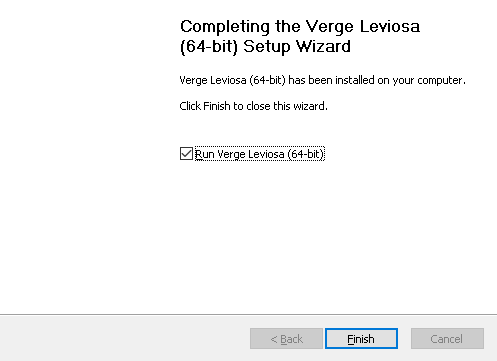 Completing the Verge Leviosa
(64-bit) Setup Wizard
Verge Leviosa (64-bit) has been installed on your computer.
Click Finish to close this wizard.
Run Verge Leviosa (64-bit)
< Back
Finish
Cancel